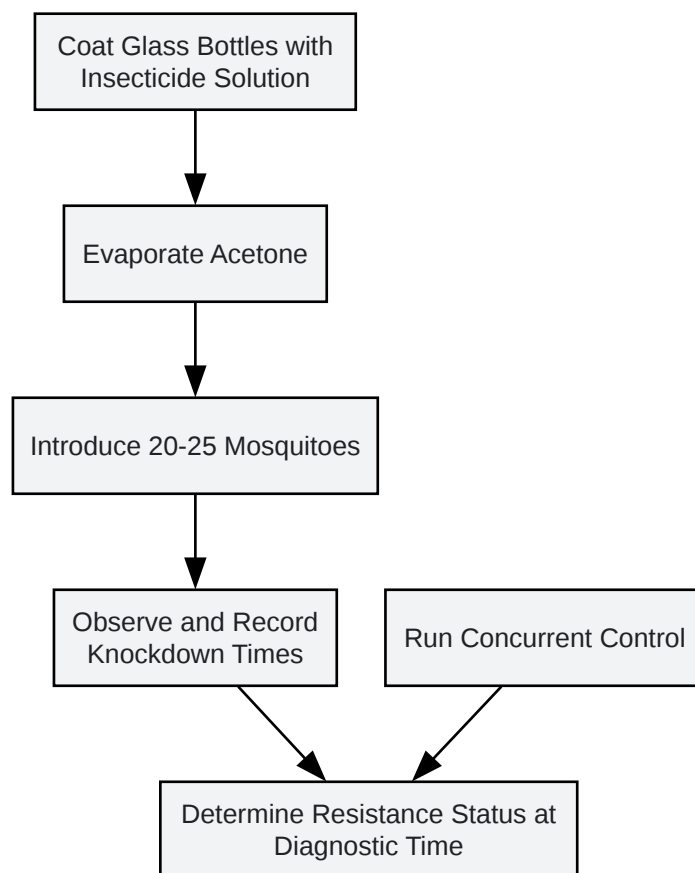 Coat Glass Bottles with
Insecticide Solution
Evaporate Acetone
Introduce 20-25 Mosquitoes
Observe and Record
Knockdown Times
Run Concurrent Control
Determine Resistance Status at
Diagnostic Time